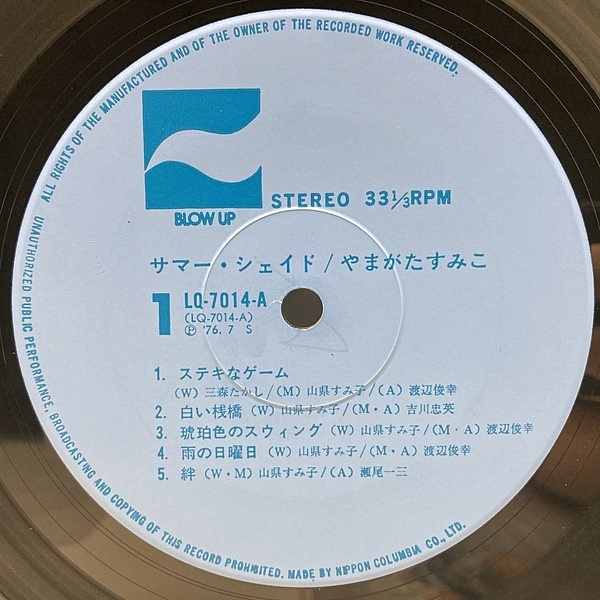 ALL RIGHTS OF THE MANUFACTURED AND OF THE OWNER OF THE RECORDED WORK RESERVED.
UNAUTHORIZED PUBLIC PERFORMANCE, BROADCASTING AND COPYING OF THIS RECORD PROHIBITED. MADE BY NIPPON COLUMBIA CO., LTD.
BLOW UP
STEREO 33 1/3 RPM
サマー・シェイド/やまがたすみこ
1 LQ-7014-A
(LQ-7014-A)
Ⓟ '76. 7 S
1. ステキなゲーム
(W) 三森たかし/(M) 山県すみ子/(A) 渡辺俊幸
2. 白い桟橋 (W) 山県すみ子/(M・A) 吉川忠英
3. 琥珀色のスウィング (W) 山県すみ子/(M・A) 渡辺俊幸
4. 雨の日曜日 (W) 山県すみ子/(M・A) 渡辺俊幸
5. 絆 (W・M) 山県すみ子/(A) 瀬尾一三